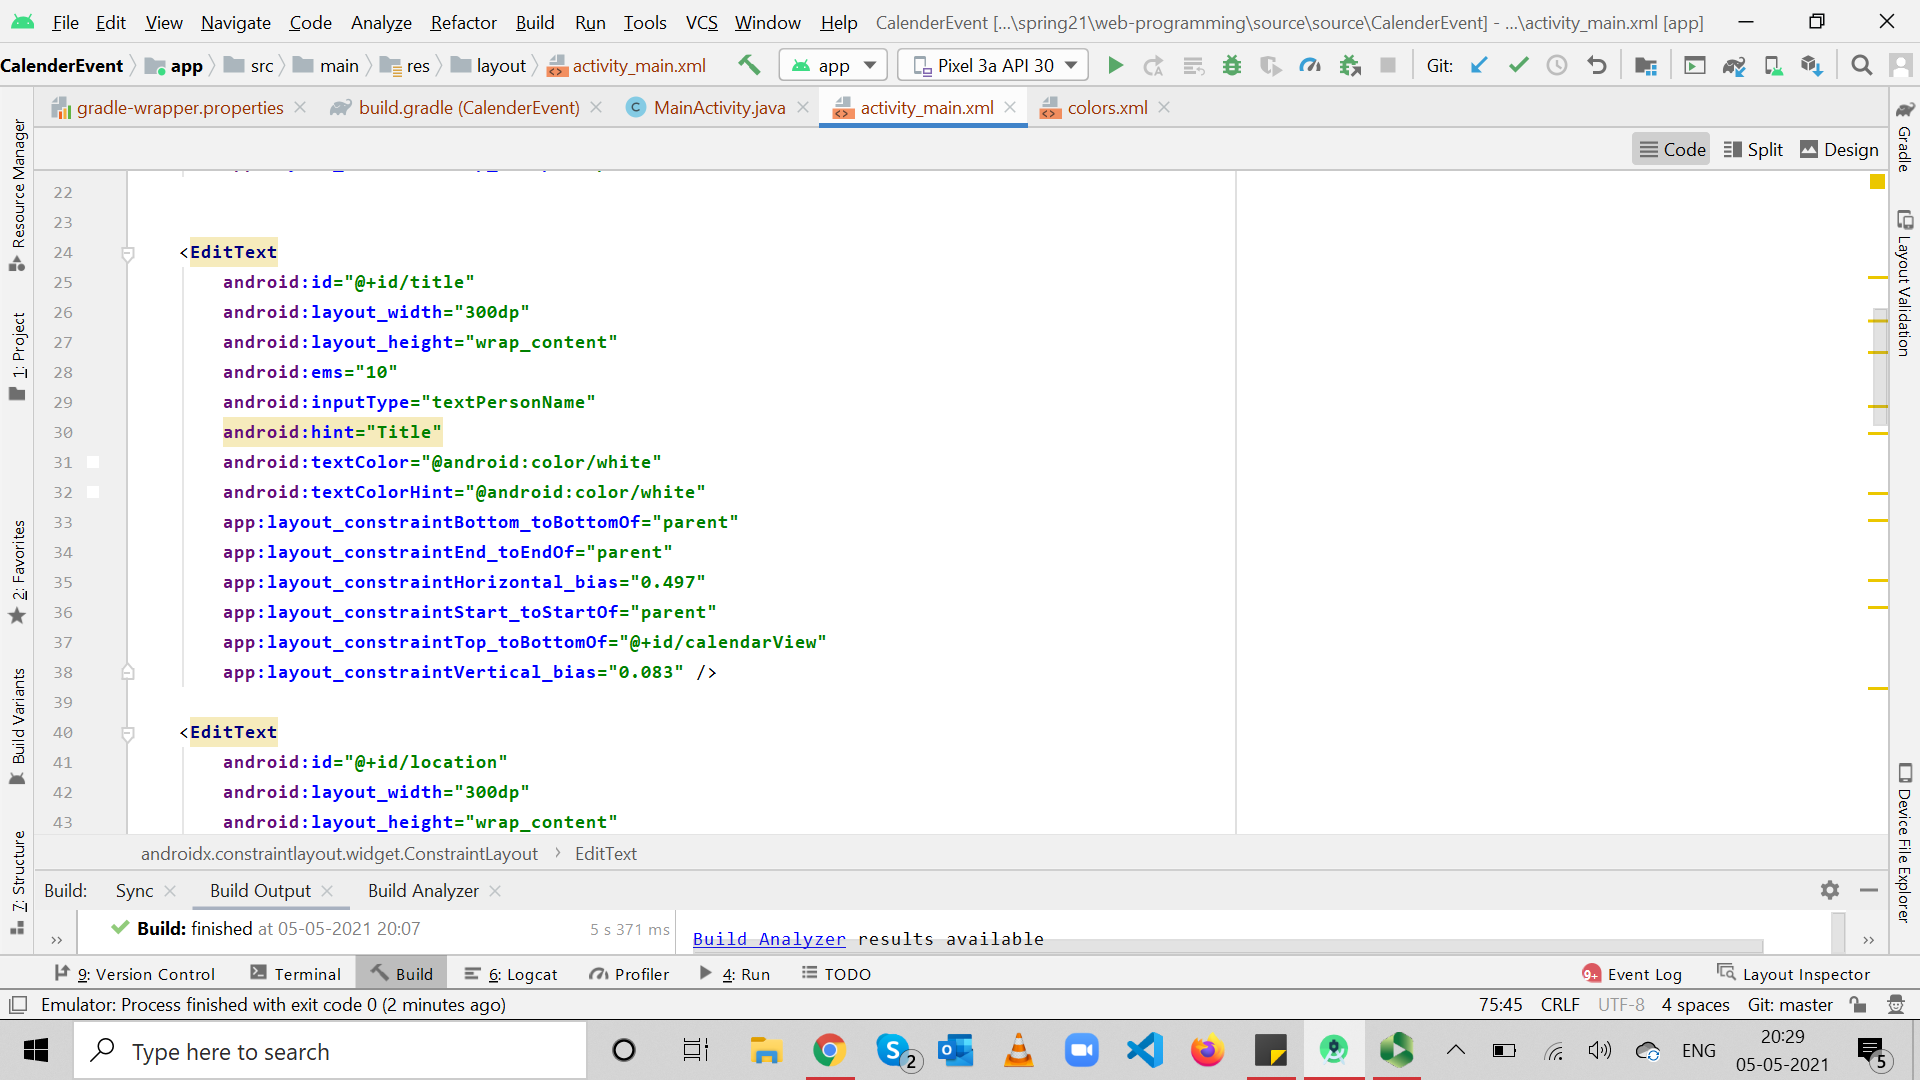 File Edit View Navigate Code Analyze Refactor Build Run Tools VCS Window Help CalenderEvent [...\spring21\web-programming\source\source\CalenderEvent] - ...\activity_main.xml [app]
CalenderEvent app src main res layout activity_main.xml app Pixel 3a API 30 Git:
gradle-wrapper.properties build.gradle (CalenderEvent) MainActivity.java activity_main.xml colors.xml
Code Split Design
22
23
24 <EditText
25 android:id="@+id/title"
26 android:layout_width="300dp"
27 android:layout_height="wrap_content"
28 android:ems="10"
29 android:inputType="textPersonName"
30 android:hint="Title"
31 android:textColor="@android:color/white"
32 android:textColorHint="@android:color/white"
33 app:layout_constraintBottom_toBottomOf="parent"
34 app:layout_constraintEnd_toEndOf="parent"
35 app:layout_constraintHorizontal_bias="0.497"
36 app:layout_constraintStart_toStartOf="parent"
37 app:layout_constraintTop_toBottomOf="@+id/calendarView"
38 app:layout_constraintVertical_bias="0.083" />
39
40 <EditText
41 android:id="@+id/location"
42 android:layout_width="300dp"
43 android:layout_height="wrap_content"
androidx.constraintlayout.widget.ConstraintLayout › EditText
Resource Manager
1: Project
2: Favorites
Build Variants
7: Structure
Gradle
Layout Validation
Device File Explorer
Build: Sync Build Output Build Analyzer
Build: finished at 05-05-2021 20:07 5 s 371 ms
Build Analyzer results available
9: Version Control Terminal Build 6: Logcat Profiler 4: Run TODO 9+ Event Log Layout Inspector
Emulator: Process finished with exit code 0 (2 minutes ago) 75:45 CRLF UTF-8 4 spaces Git: master
Type here to search 2 ENG 20:29
05-05-2021 5